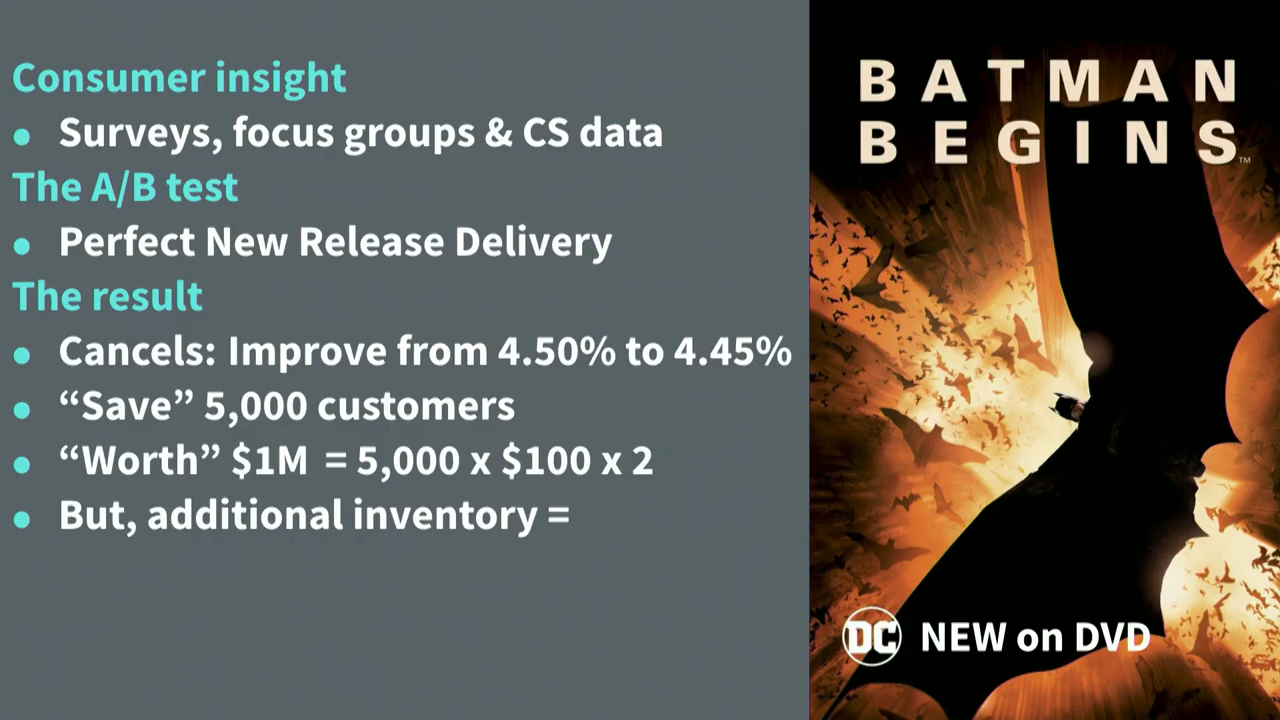 Consumer insight
● Surveys, focus groups & CS data
The A/B test
● Perfect New Release Delivery
The result
● Cancels: Improve from 4.50% to 4.45%
● “Save” 5,000 customers
● “Worth” $1M = 5,000 x $100 x 2
● But, additional inventory =
BATMAN
BEGINS™
DC NEW on DVD